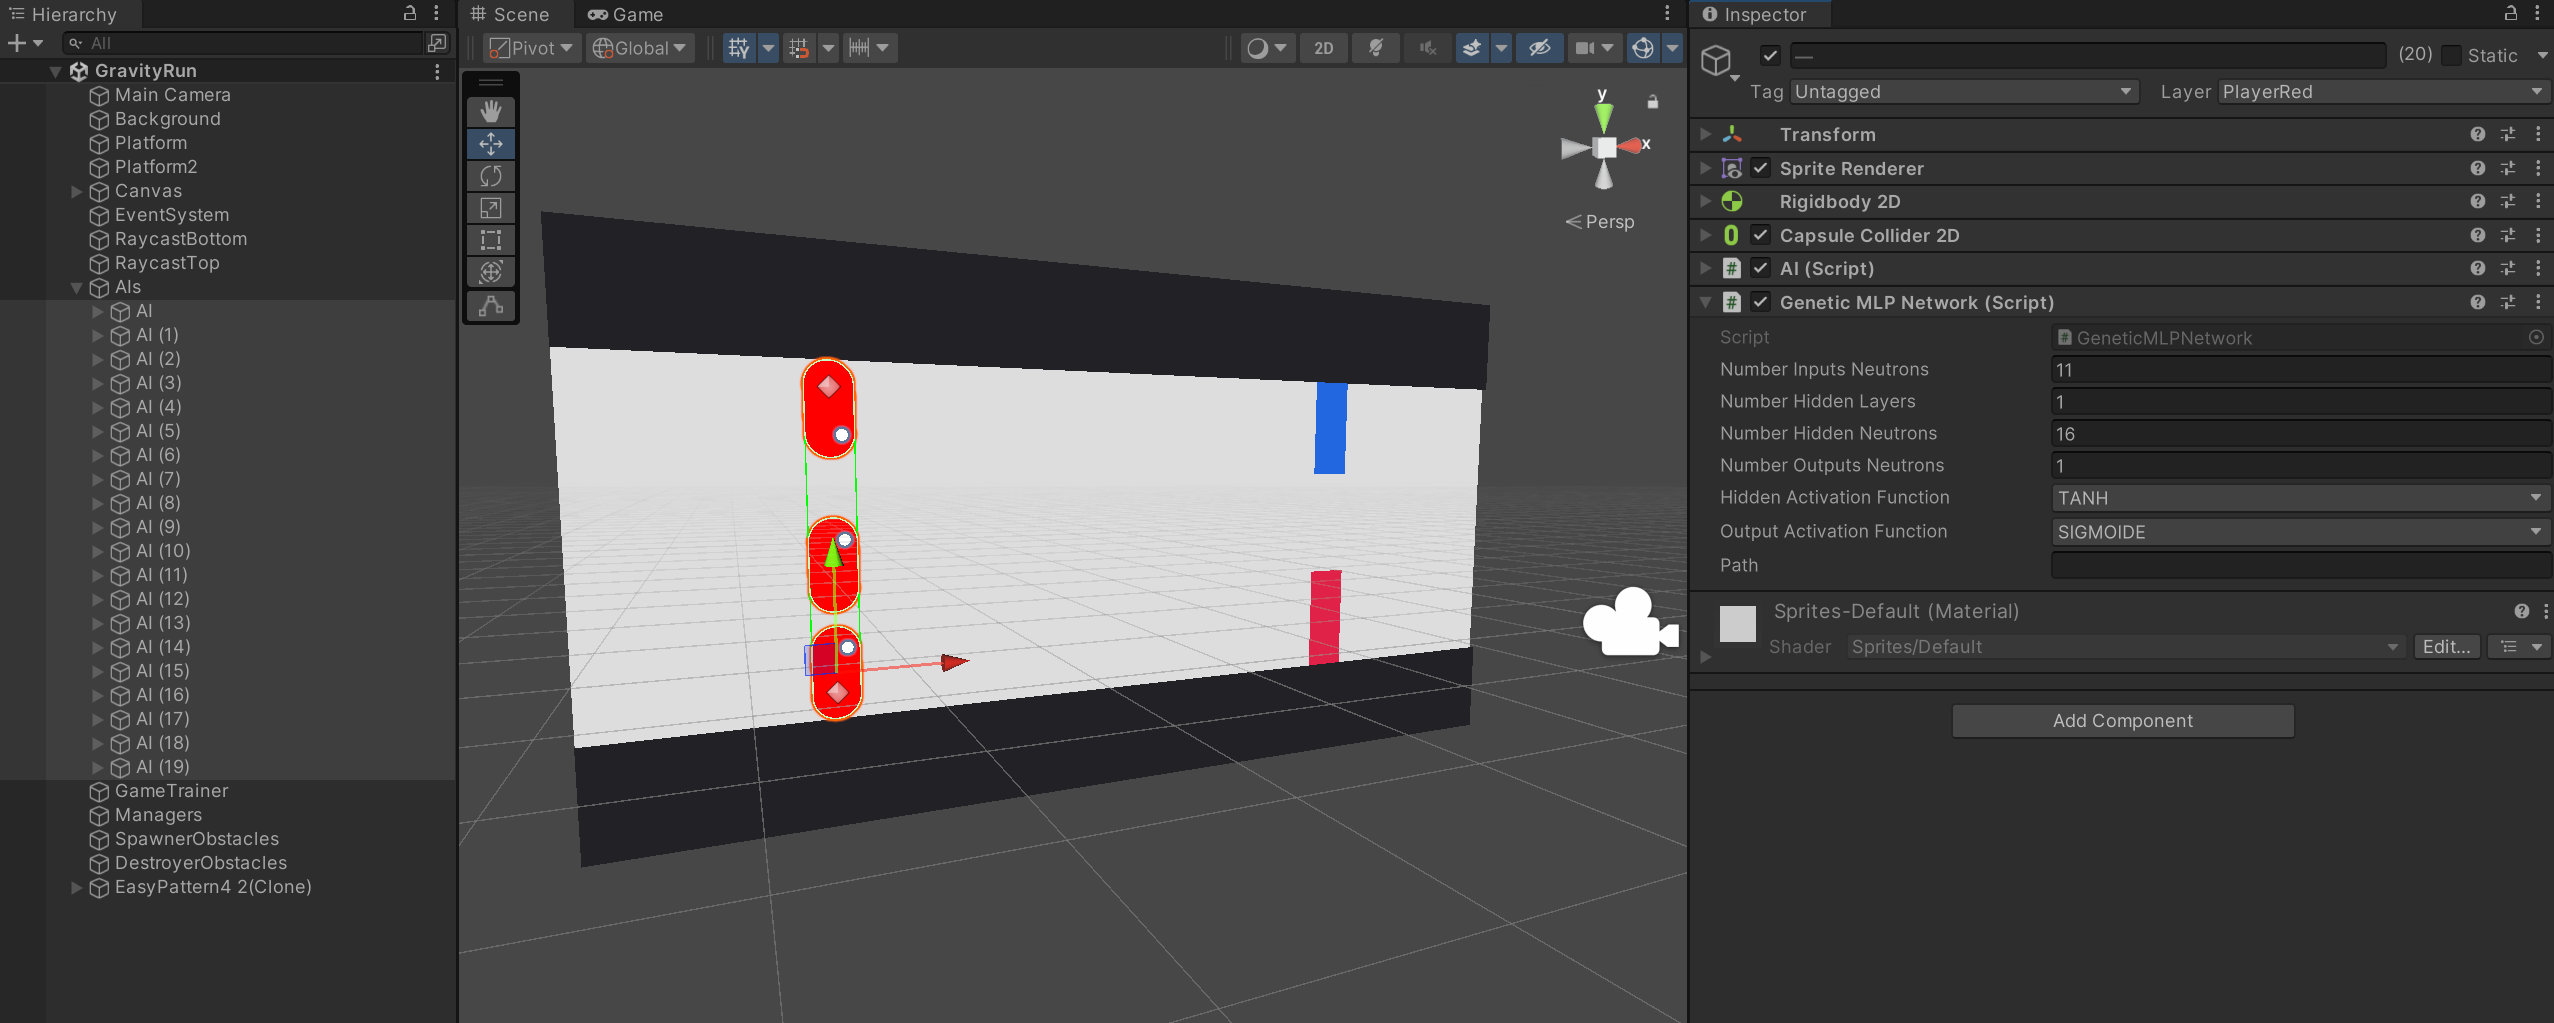 Hierarchy
All
GravityRun
Main Camera
Background
Platform
Platform2
Canvas
EventSystem
RaycastBottom
RaycastTop
AIs
AI
AI (1)
AI (2)
AI (3)
AI (4)
AI (5)
AI (6)
AI (7)
AI (8)
AI (9)
AI (10)
AI (11)
AI (12)
AI (13)
AI (14)
AI (15)
AI (16)
AI (17)
AI (18)
AI (19)
GameTrainer
Managers
SpawnerObstacles
DestroyerObstacles
EasyPattern4 2(Clone)
Scene Game
Pivot Global 2D
y
x
Persp
Inspector
— (20) Static
Tag Untagged Layer PlayerRed
Transform
Sprite Renderer
Rigidbody 2D
Capsule Collider 2D
# AI (Script)
# Genetic MLP Network (Script)
Script # GeneticMLPNetwork
Number Inputs Neutrons 11
Number Hidden Layers 1
Number Hidden Neutrons 16
Number Outputs Neutrons 1
Hidden Activation Function TANH
Output Activation Function SIGMOIDE
Path
Sprites-Default (Material)
Shader Sprites/Default Edit...
Add Component